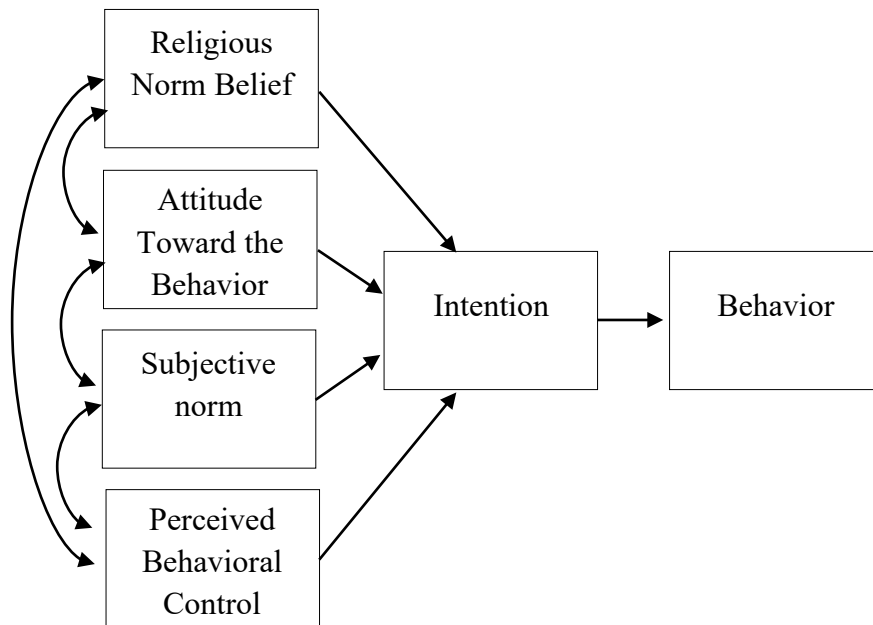 Religious
Norm Belief
Attitude
Toward the
Behavior
Subjective
norm
Perceived
Behavioral
Control
Intention
Behavior